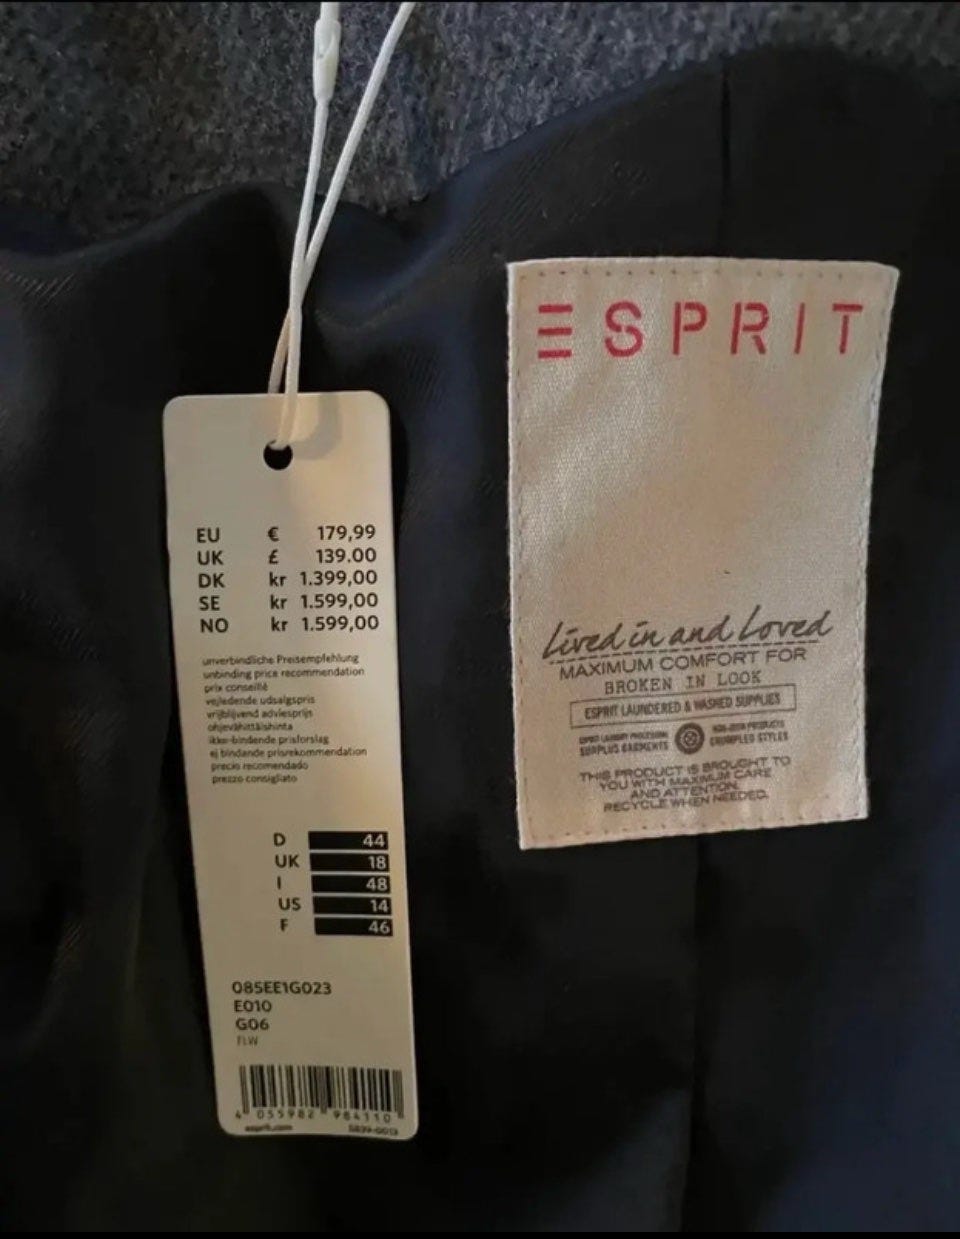 EU € 179,99
UK £ 139.00
DK kr 1.399,00
SE kr 1.599,00
NO kr 1.599,00
unverbindliche Preisempfehlung
unbinding price recommendation
prix conseillé
vejledende udsalgspris
vrijblijvend adviesprijs
ohjevähittäishinta
ikke-bindende prisforslag
ej bindande prisrekommendation
precio recomendado
prezzo consigliato
D 44
UK 18
I 48
US 14
F 46
085EE1G023
E010
G06
FLW
4 055982 984110
esprit.com
ESPRIT
Lived in and Loved
MAXIMUM COMFORT FOR
BROKEN IN LOOK
ESPRIT LAUNDERED & WASHED SUPPLIES
SURPLUS GARMENTS
CRUMPLED STYLES
THIS PRODUCT IS BROUGHT TO
YOU WITH MAXIMUM CARE
AND ATTENTION.
RECYCLE WHEN NEEDED.